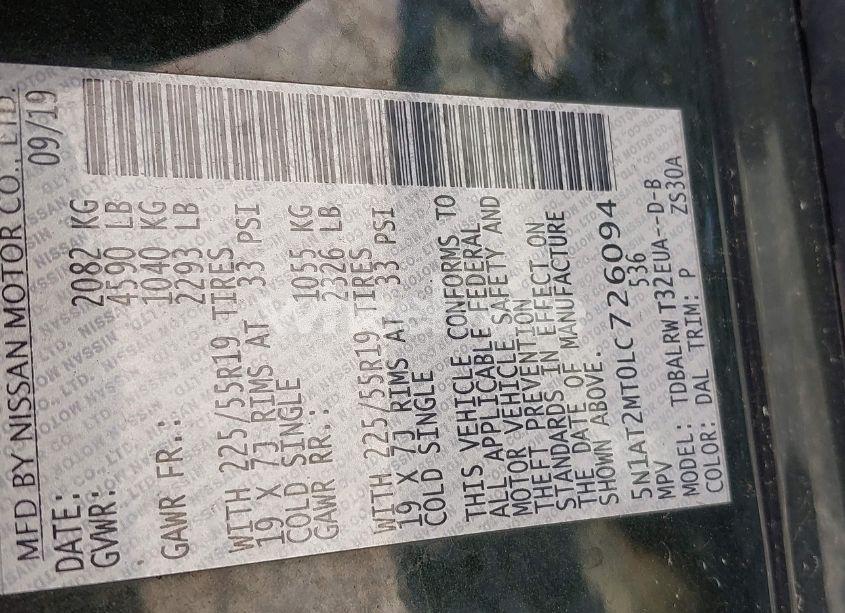 MFD BY NISSAN MOTOR CO., LTD.
DATE: 09/19
GVWR: 2082 KG
4590 LB
GAWR FR.: 1040 KG
2293 LB
WITH 225/55R19 TIRES
19 X 7J RIMS AT 33 PSI
COLD SINGLE
GAWR RR.: 1055 KG
2326 LB
WITH 225/55R19 TIRES
19 X 7J RIMS AT 33 PSI
COLD SINGLE
THIS VEHICLE CONFORMS TO
ALL APPLICABLE FEDERAL
MOTOR VEHICLE SAFETY AND
THEFT PREVENTION
STANDARDS IN EFFECT ON
THE DATE OF MANUFACTURE
SHOWN ABOVE.
5N1AT2MT0LC726094
MPV 536
MODEL: TDBALRW T32EUA--D-B
COLOR: DAL TRIM: P ZS30A